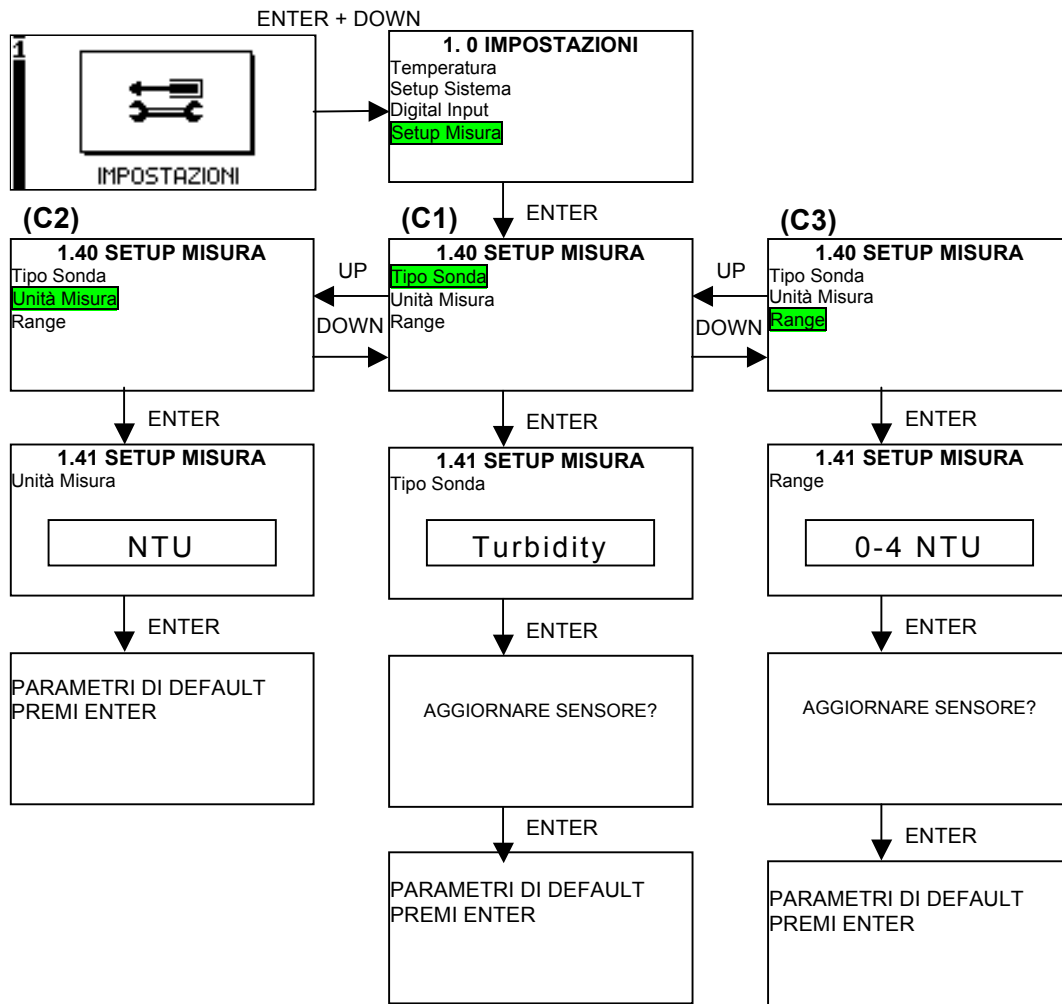 ENTER + DOWN
1
IMPOSTAZIONI
1. 0 IMPOSTAZIONI
Temperatura
Setup Sistema
Digital Input
Setup Misura
ENTER
(C2)
1.40 SETUP MISURA
Tipo Sonda
Unità Misura
Range
UP
DOWN
(C1)
1.40 SETUP MISURA
Tipo Sonda
Unità Misura
Range
UP
DOWN
(C3)
1.40 SETUP MISURA
Tipo Sonda
Unità Misura
Range
ENTER
ENTER
ENTER
1.41 SETUP MISURA
Unità Misura
NTU
1.41 SETUP MISURA
Tipo Sonda
Turbidity
1.41 SETUP MISURA
Range
0-4 NTU
ENTER
ENTER
ENTER
PARAMETRI DI DEFAULT
PREMI ENTER
AGGIORNARE SENSORE?
AGGIORNARE SENSORE?
ENTER
ENTER
PARAMETRI DI DEFAULT
PREMI ENTER
PARAMETRI DI DEFAULT
PREMI ENTER